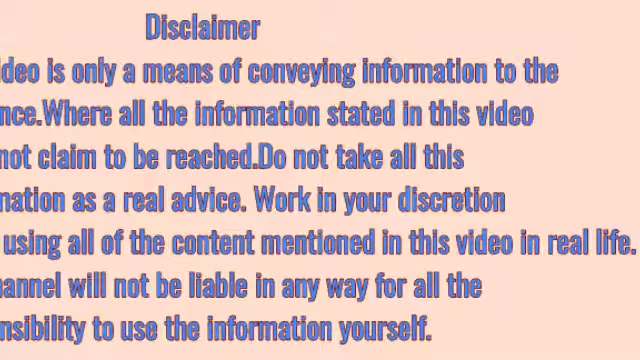 Disclaimer
ideo is only a means of conveying information to the
nce.Where all the information stated in this video
not claim to be reached.Do not take all this
nation as a real advice. Work in your discretion
using all of the content mentioned in this video in real life.
annel will not be liable in any way for all the
nsibility to use the information yourself.